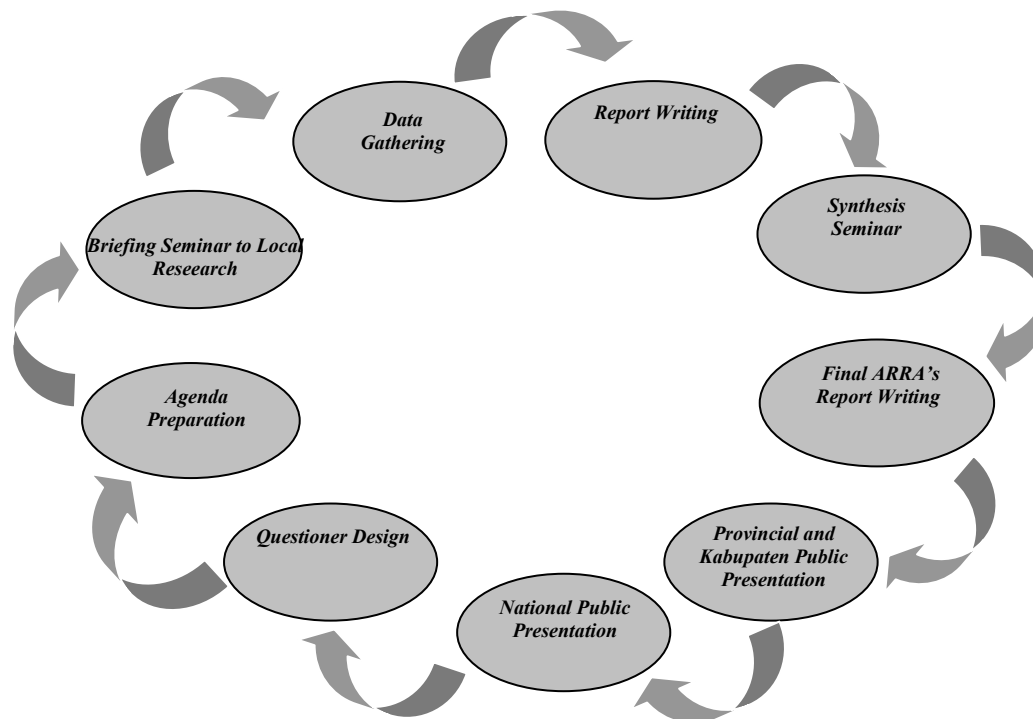 Data
Gathering
Report Writing
Synthesis
Seminar
Briefing Seminar to Local
Reseearch
Final ARRA's
Report Writing
Agenda
Preparation
Questioner Design
Provincial and
Kabupaten Public
Presentation
National Public
Presentation